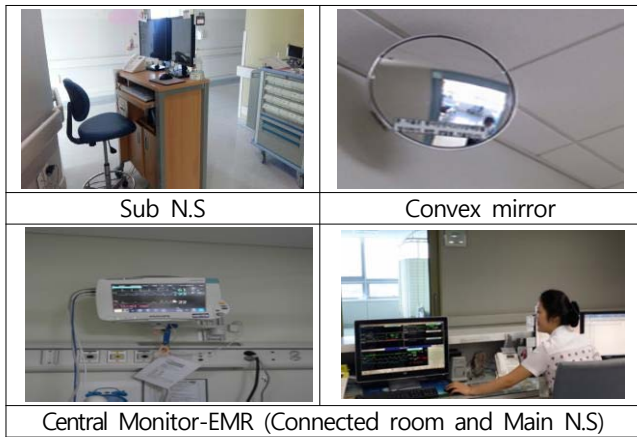 Sub N.S
Convex mirror
Central Monitor-EMR (Connected room and Main N.S)